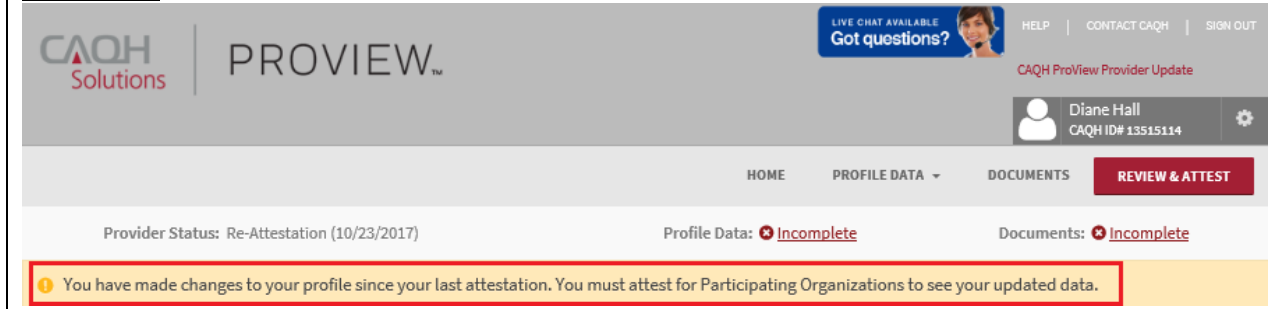 LIVE CHAT AVAILABLE
Got questions?
HELP | CONTACT CAQH | SIGN OUT
CAQH Solutions
PROVIEW™
CAQH ProView Provider Update
Diane Hall
CAQH ID# 13515114
HOME PROFILE DATA DOCUMENTS REVIEW & ATTEST
Provider Status: Re-Attestation (10/23/2017) Profile Data: Incomplete Documents: Incomplete
You have made changes to your profile since your last attestation. You must attest for Participating Organizations to see your updated data.